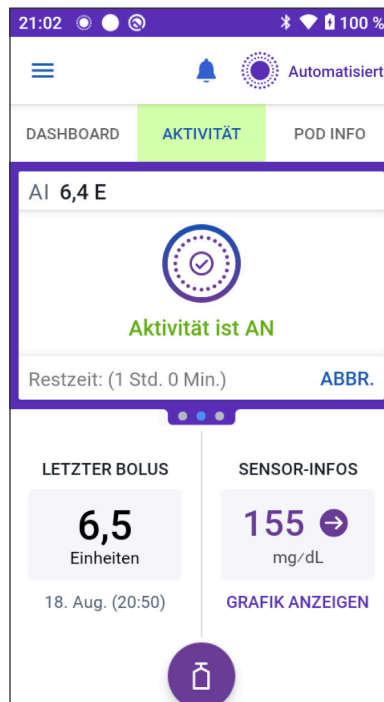 21:02 100 %
Automatisiert
DASHBOARD AKTIVITÄT POD INFO
AI 6,4 E
Aktivität ist AN
Restzeit: (1 Std. 0 Min.) ABBR.
LETZTER BOLUS SENSOR-INFOS
6,5 155
Einheiten mg/dL
18. Aug. (20:50) GRAFIK ANZEIGEN